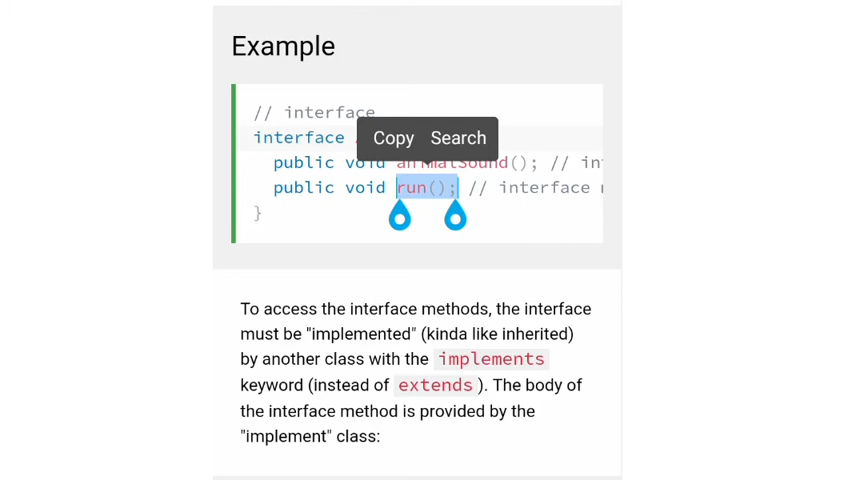 Example
// interface
interface
Copy Search
public void animalSound(); // in
public void run(); // interface
}
To access the interface methods, the interface
must be "implemented" (kinda like inherited)
by another class with the implements
keyword (instead of extends). The body of
the interface method is provided by the
"implement" class: